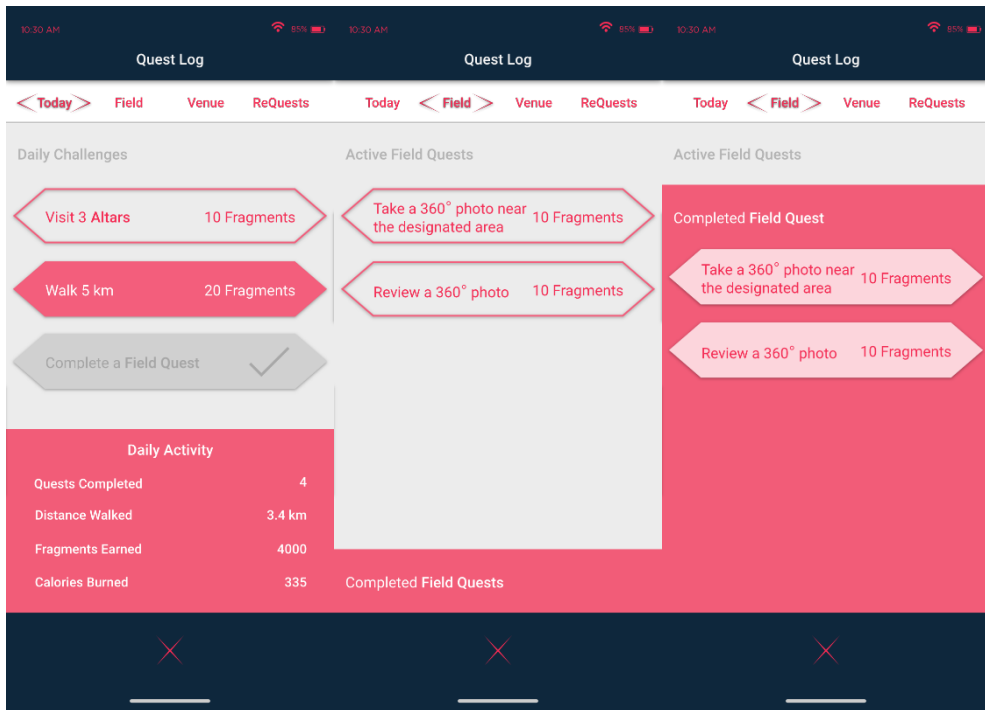 10:30 AM 85%
Quest Log
Today Field Venue ReQuests
Daily Challenges
Visit 3 Altars 10 Fragments
Walk 5 km 20 Fragments
Complete a Field Quest
Daily Activity
Quests Completed 4
Distance Walked 3.4 km
Fragments Earned 4000
Calories Burned 335
10:30 AM 85%
Quest Log
Today Field Venue ReQuests
Active Field Quests
Take a 360° photo near
the designated area 10 Fragments
Review a 360° photo 10 Fragments
Completed Field Quests
10:30 AM 85%
Quest Log
Today Field Venue ReQuests
Active Field Quests
Completed Field Quest
Take a 360° photo near
the designated area 10 Fragments
Review a 360° photo 10 Fragments